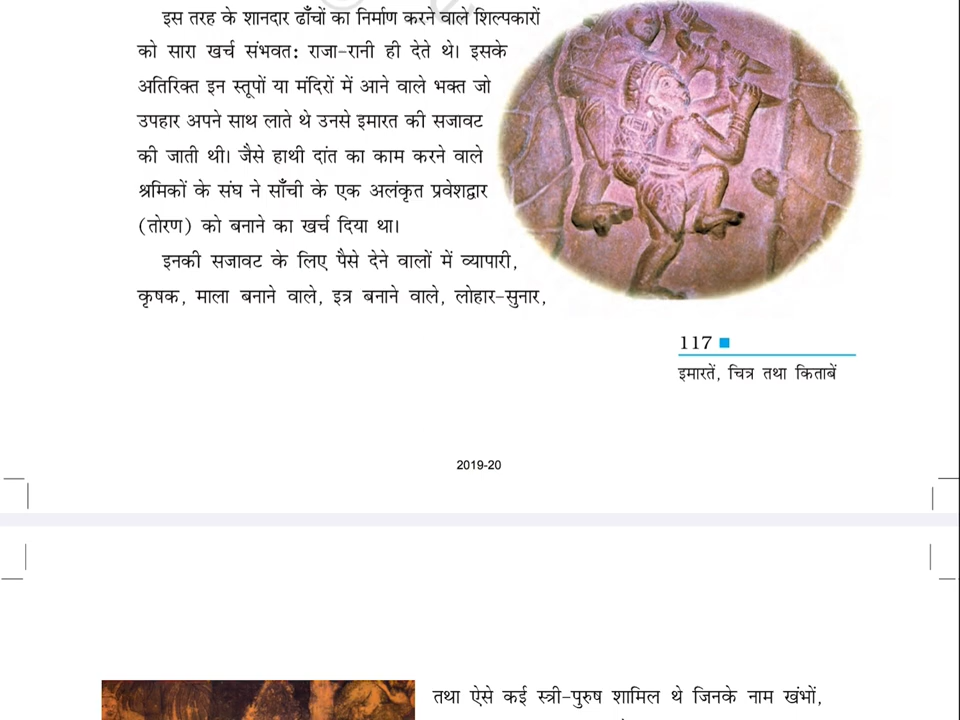 इस तरह के शानदार ढाँचों का निर्माण करने वाले शिल्पकारों
को सारा खर्च संभवत: राजा-रानी ही देते थे। इसके
अतिरिक्त इन स्तूपों या मंदिरों में आने वाले भक्त जो
उपहार अपने साथ लाते थे उनसे इमारत की सजावट
की जाती थी। जैसे हाथी दांत का काम करने वाले
श्रमिकों के संघ ने साँची के एक अलंकृत प्रवेशद्वार
(तोरण) को बनाने का खर्च दिया था।
इनकी सजावट के लिए पैसे देने वालों में व्यापारी,
कृषक, माला बनाने वाले, इत्र बनाने वाले, लोहार-सुनार,
117
इमारतें, चित्र तथा किताबें
2019-20
तथा ऐसे कई स्त्री-पुरुष शामिल थे जिनके नाम खंभों,